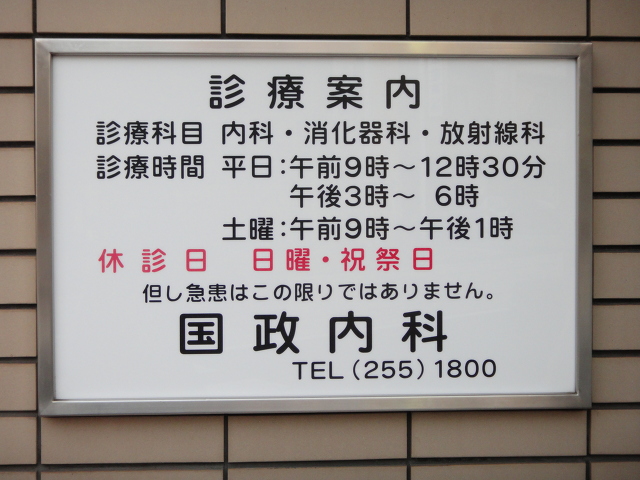 診療案内
診療科目 内科・消化器科・放射線科
診療時間 平日:午前9時〜12時30分
午後3時〜 6時
土曜:午前9時〜午後1時
休診日 日曜・祝祭日
但し急患はこの限りではありません。
国政内科
TEL(255)1800